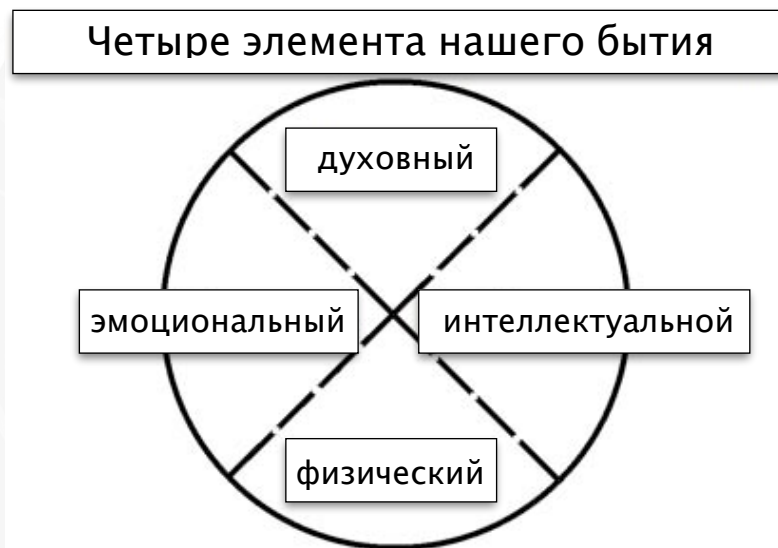 Четыре элемента нашего бытия
духовный
эмоциональный
интеллектуальной
физический